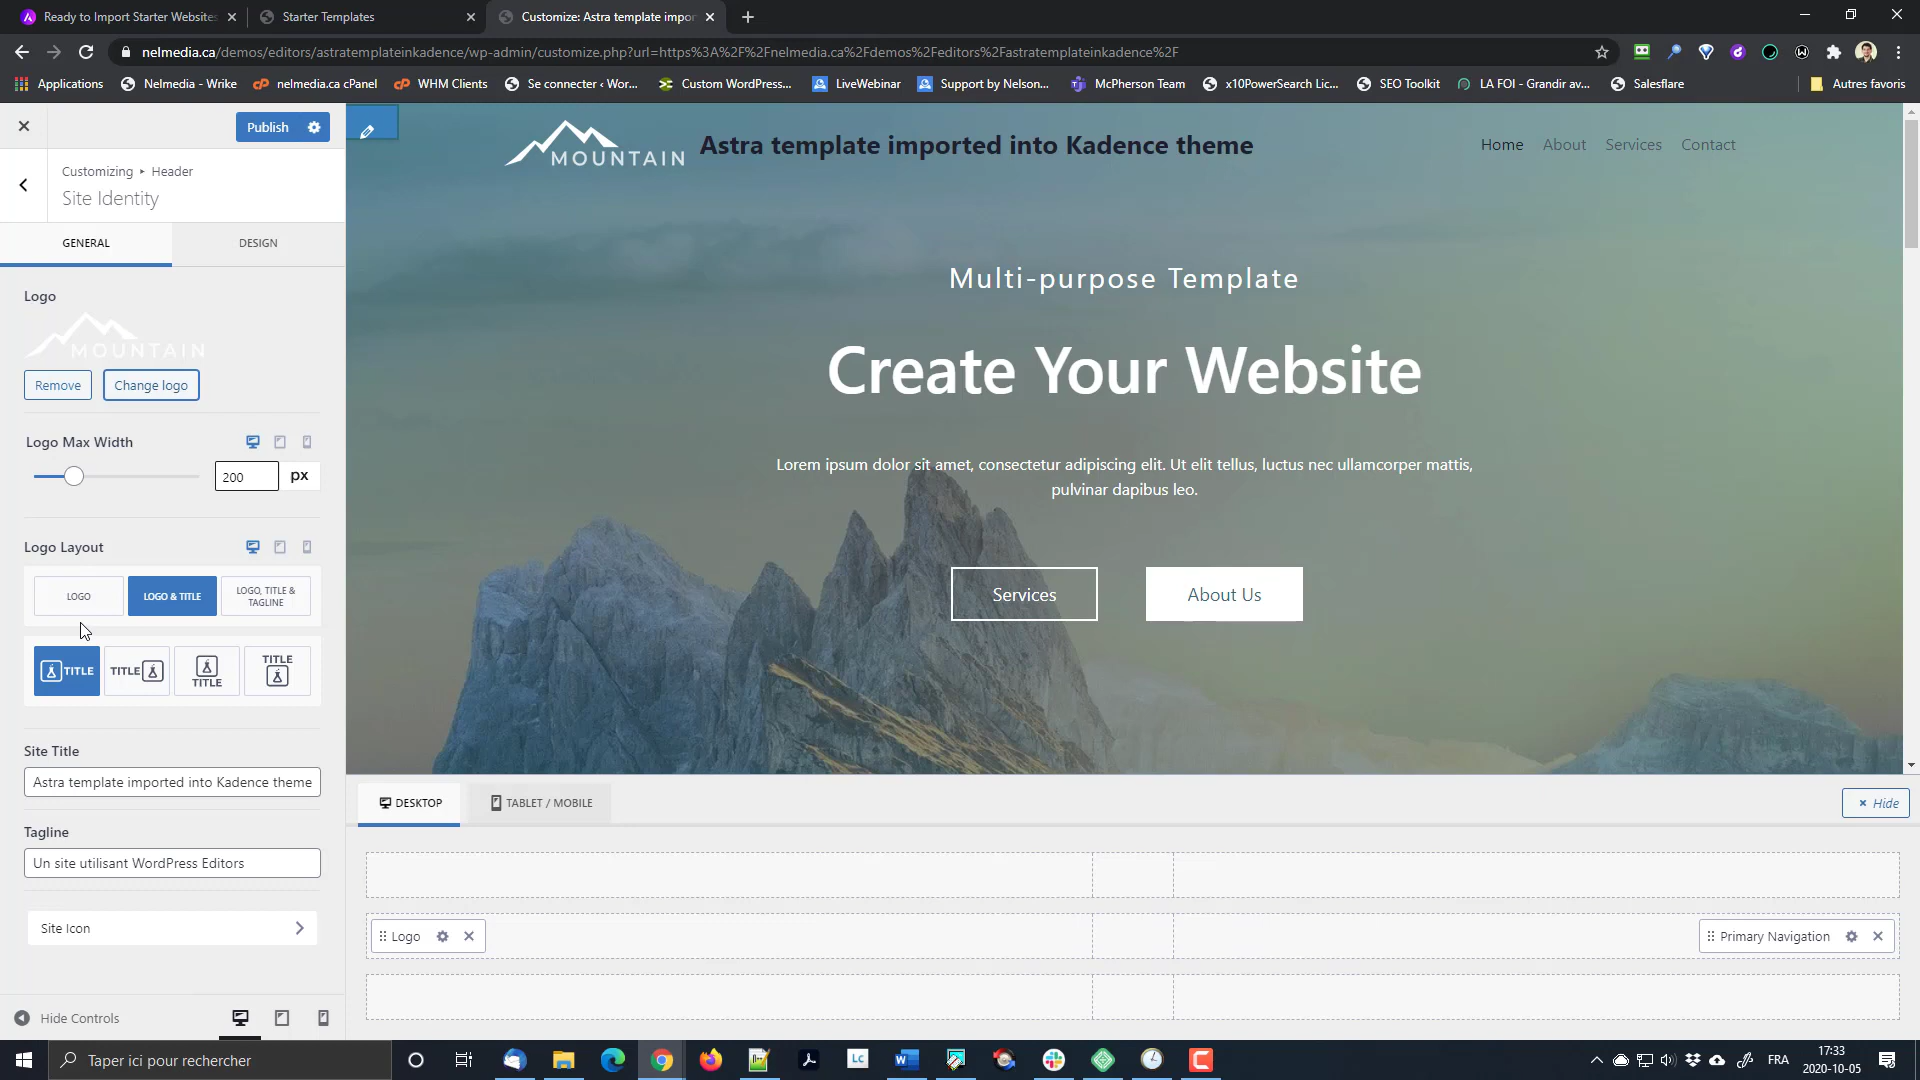 Ready to Import Starter Websites
Starter Templates
Customize: Astra template impor
nelmedia.ca/demos/editors/astratemplateinkadence/wp-admin/customize.php?url=https%3A%2F%2Fnelmedia.ca%2Fdemos%2Feditors%2Fastratemplateinkadence%2F
Applications
Nelmedia - Wrike
nelmedia.ca cPanel
WHM Clients
Se connecter ‹ Wor...
Custom WordPress...
LiveWebinar
Support by Nelson...
McPherson Team
x10PowerSearch Lic...
SEO Toolkit
LA FOI - Grandir av...
Salesflare
Autres favoris
Publish
Customizing ▸ Header
Site Identity
GENERAL
DESIGN
Logo
MOUNTAIN
Remove
Change logo
Logo Max Width
200
px
Logo Layout
LOGO
LOGO & TITLE
LOGO, TITLE &
TAGLINE
TITLE
TITLE
TITLE
TITLE
Site Title
Astra template imported into Kadence theme
Tagline
Un site utilisant WordPress Editors
Site Icon
Hide Controls
MOUNTAIN
Astra template imported into Kadence theme
Home
About
Services
Contact
Multi-purpose Template
Create Your Website
Lorem ipsum dolor sit amet, consectetur adipiscing elit. Ut elit tellus, luctus nec ullamcorper mattis,
pulvinar dapibus leo.
Services
About Us
DESKTOP
TABLET / MOBILE
× Hide
Logo
Primary Navigation
Taper ici pour rechercher
LC
FRA
17:33
2020-10-05